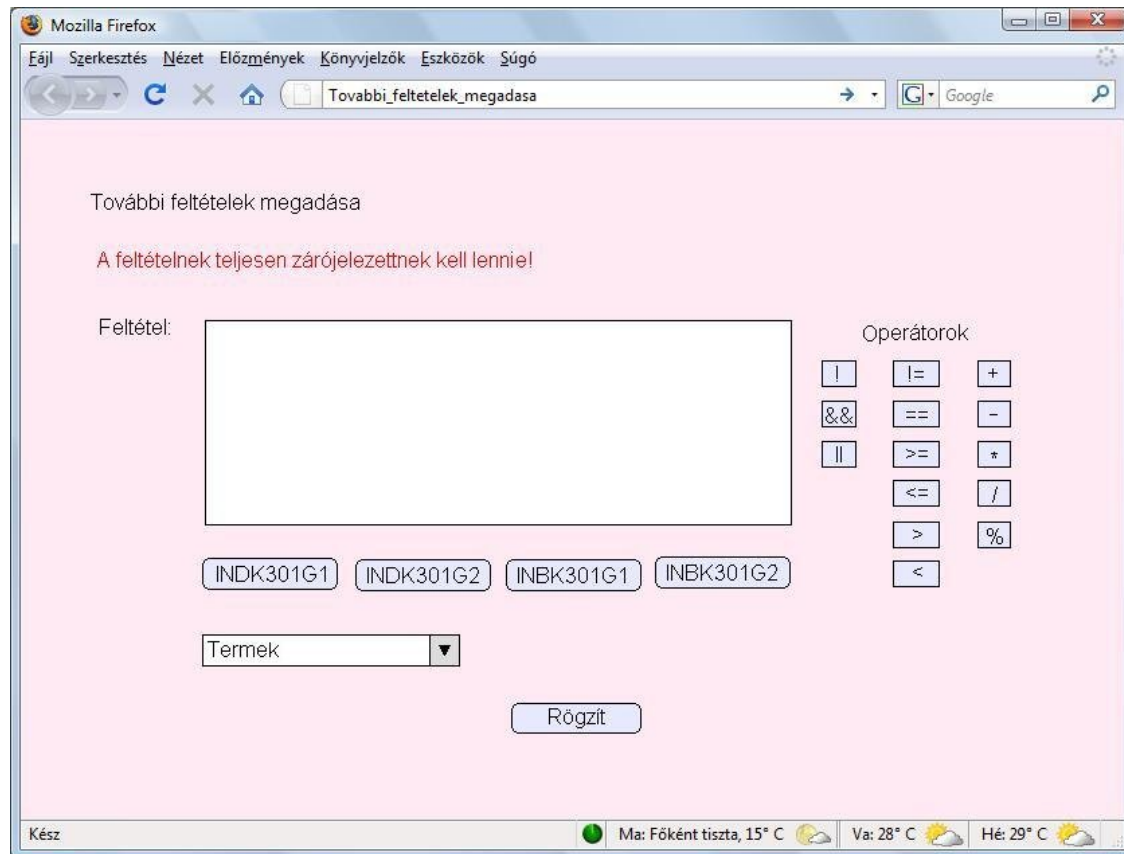 Mozilla Firefox
Fájl Szerkesztés Nézet Előzmények Könyvjelzők Eszközök Súgó
Tovabbi_feltetelek_megadasa
G Google
További feltételek megadása
A feltételnek teljesen zárójelezettnek kell lennie!
Feltétel:
Operátorok
! != +
&& == -
|| >= *
<= /
> %
<
INDK301G1 INDK301G2 INBK301G1 INBK301G2
Termek
Rögzít
Kész Ma: Főként tiszta, 15° C Va: 28° C Hé: 29° C